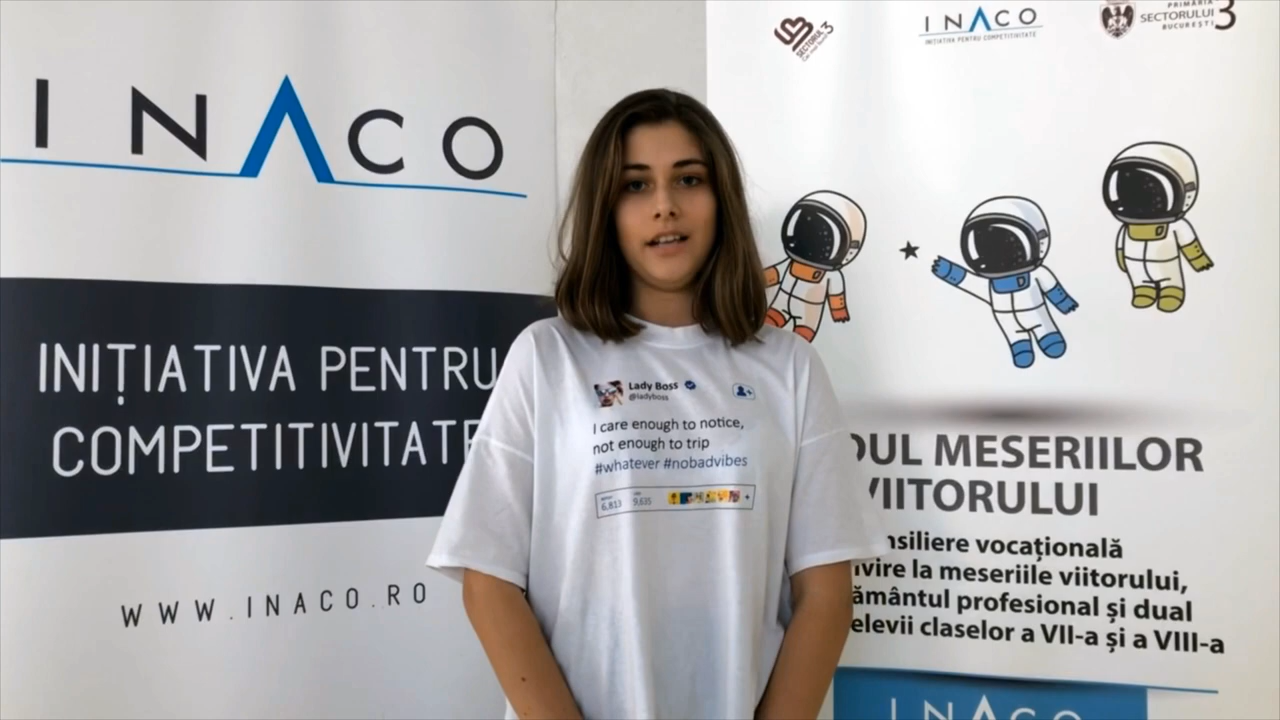 INACO
INIȚIATIVA PENTRU
COMPETITIVITATE
WWW.INACO.RO
SECTORUL 3
INACO
INIȚIATIVA PENTRU COMPETITIVITATE
PRIMĂRIA
SECTORULUI 3
BUCUREȘTI
Lady Boss
@ladyboss
I care enough to notice,
not enough to trip
#whatever #nobadvibes
6,813 9,635
MESERIILOR
VIITORULUI
vocațională
la meseriile viitorului,
profesional și dual
elevii claselor a VII-a și a VIII-a
INACO